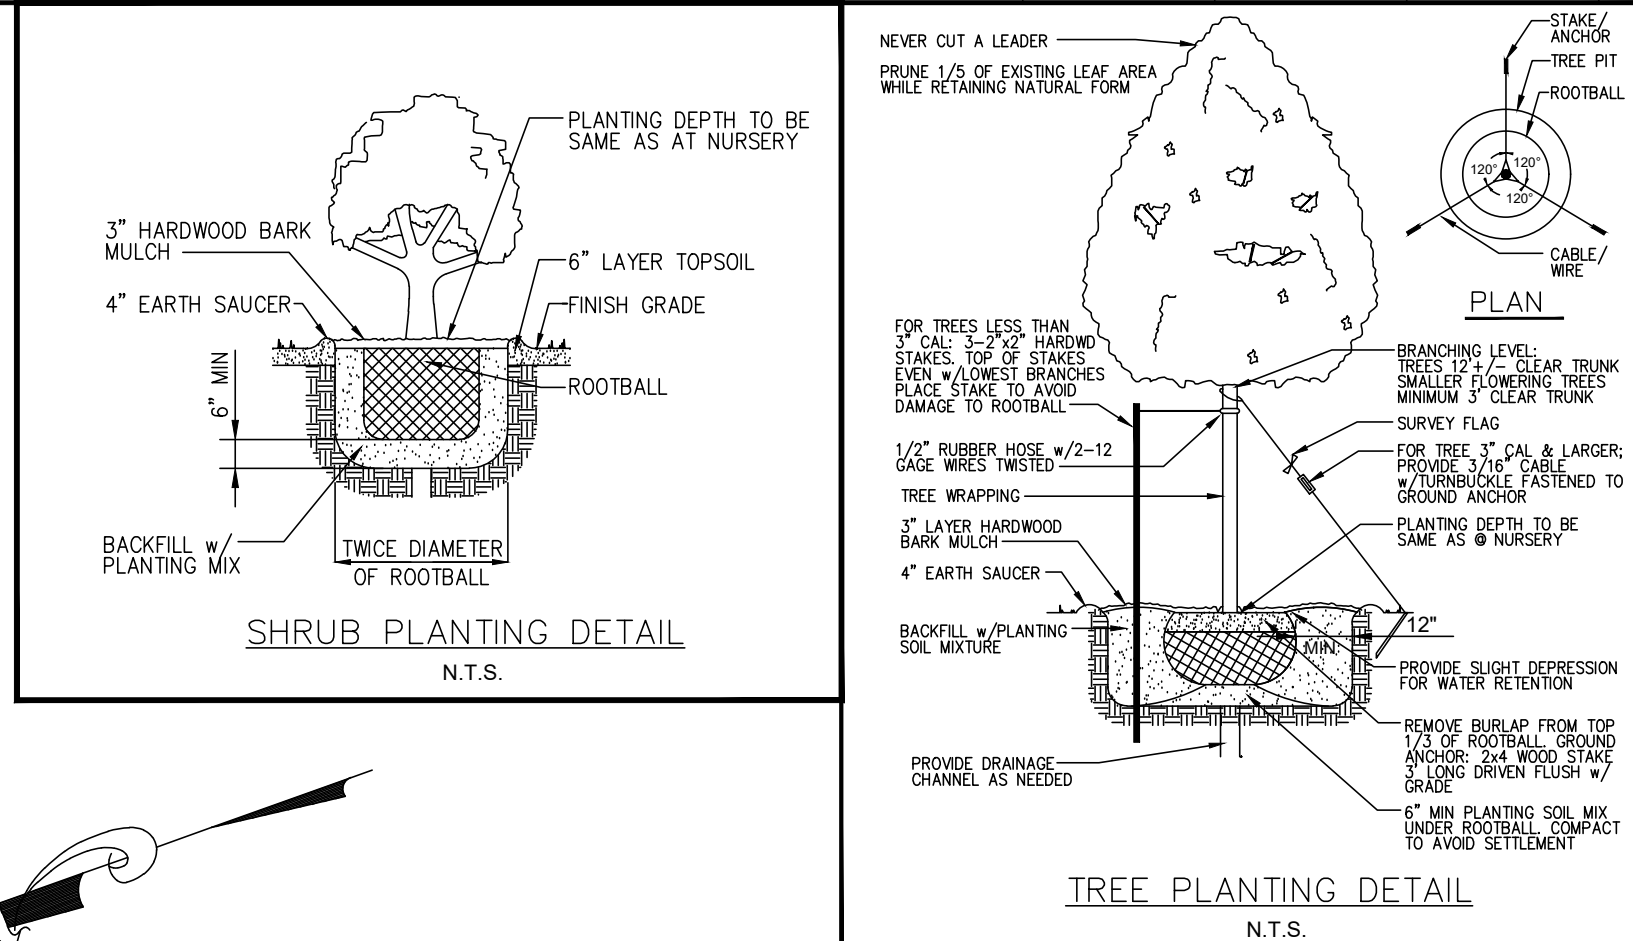 PLANTING DEPTH TO BE
SAME AS AT NURSERY
3" HARDWOOD BARK
MULCH
6" LAYER TOPSOIL
4" EARTH SAUCER
FINISH GRADE
6" MIN
ROOTBALL
BACKFILL w/
PLANTING MIX
TWICE DIAMETER
OF ROOTBALL
SHRUB PLANTING DETAIL
N.T.S.
NEVER CUT A LEADER
PRUNE 1/5 OF EXISTING LEAF AREA
WHILE RETAINING NATURAL FORM
STAKE/
ANCHOR
TREE PIT
ROOTBALL
120°
120°
120°
CABLE/
WIRE
PLAN
FOR TREES LESS THAN
3" CAL: 3-2"x2" HARDWD
STAKES. TOP OF STAKES
EVEN w/LOWEST BRANCHES
PLACE STAKE TO AVOID
DAMAGE TO ROOTBALL
1/2" RUBBER HOSE w/2-12
GAGE WIRES TWISTED
TREE WRAPPING
3" LAYER HARDWOOD
BARK MULCH
4" EARTH SAUCER
BACKFILL w/PLANTING
SOIL MIXTURE
PROVIDE DRAINAGE
CHANNEL AS NEEDED
BRANCHING LEVEL:
TREES 12'+/- CLEAR TRUNK
SMALLER FLOWERING TREES
MINIMUM 3' CLEAR TRUNK
SURVEY FLAG
FOR TREE 3" CAL & LARGER;
PROVIDE 3/16" CABLE
w/TURNBUCKLE FASTENED TO
GROUND ANCHOR
PLANTING DEPTH TO BE
SAME AS @ NURSERY
12"
MIN.
PROVIDE SLIGHT DEPRESSION
FOR WATER RETENTION
REMOVE BURLAP FROM TOP
1/3 OF ROOTBALL. GROUND
ANCHOR: 2x4 WOOD STAKE
3' LONG DRIVEN FLUSH w/
GRADE
6" MIN PLANTING SOIL MIX
UNDER ROOTBALL. COMPACT
TO AVOID SETTLEMENT
TREE PLANTING DETAIL
N.T.S.